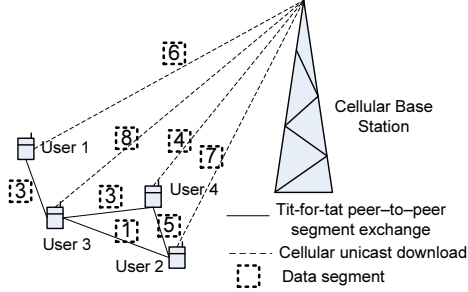 6
Cellular Base
Station
8
4
7
User 1
3
3
User 4
User 3
1
5
User 2
Tit-for-tat peer–to–peer
segment exchange
Cellular unicast download
Data segment